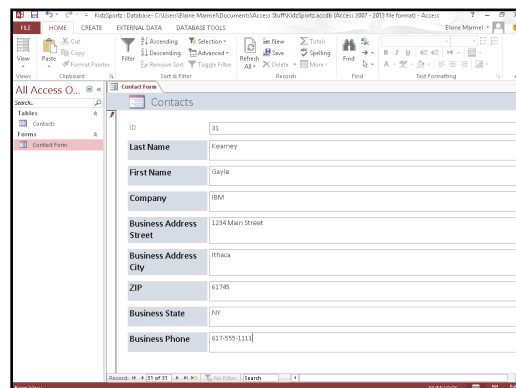 KidzSportz : Database- C:\Users\Elaine Marmel\Documents\Access Stuff\KidzSportz.accdb (Access 2007 - 2013 file format) - Access
FILE HOME CREATE EXTERNAL DATA DATABASE TOOLS Elaine Marmel
View Paste Cut Copy Format Painter
Filter Ascending Descending Remove Sort Selection Advanced Toggle Filter
Refresh All New Save Delete Totals Spelling More
Find
B I U
Views Clipboard Sort & Filter Records Find Text Formatting
All Access O...
Search...
Tables
Contacts
Forms
Contact Form
Contact Form
Contacts
ID 31
Last Name Kearney
First Name Gayle
Company IBM
Business Address Street 1234 Main Street
Business Address City Ithaca
ZIP 61745
Business State NY
Business Phone 617-555-1111
Record: 31 of 31 No Filter Search
Form View NUM LOCK